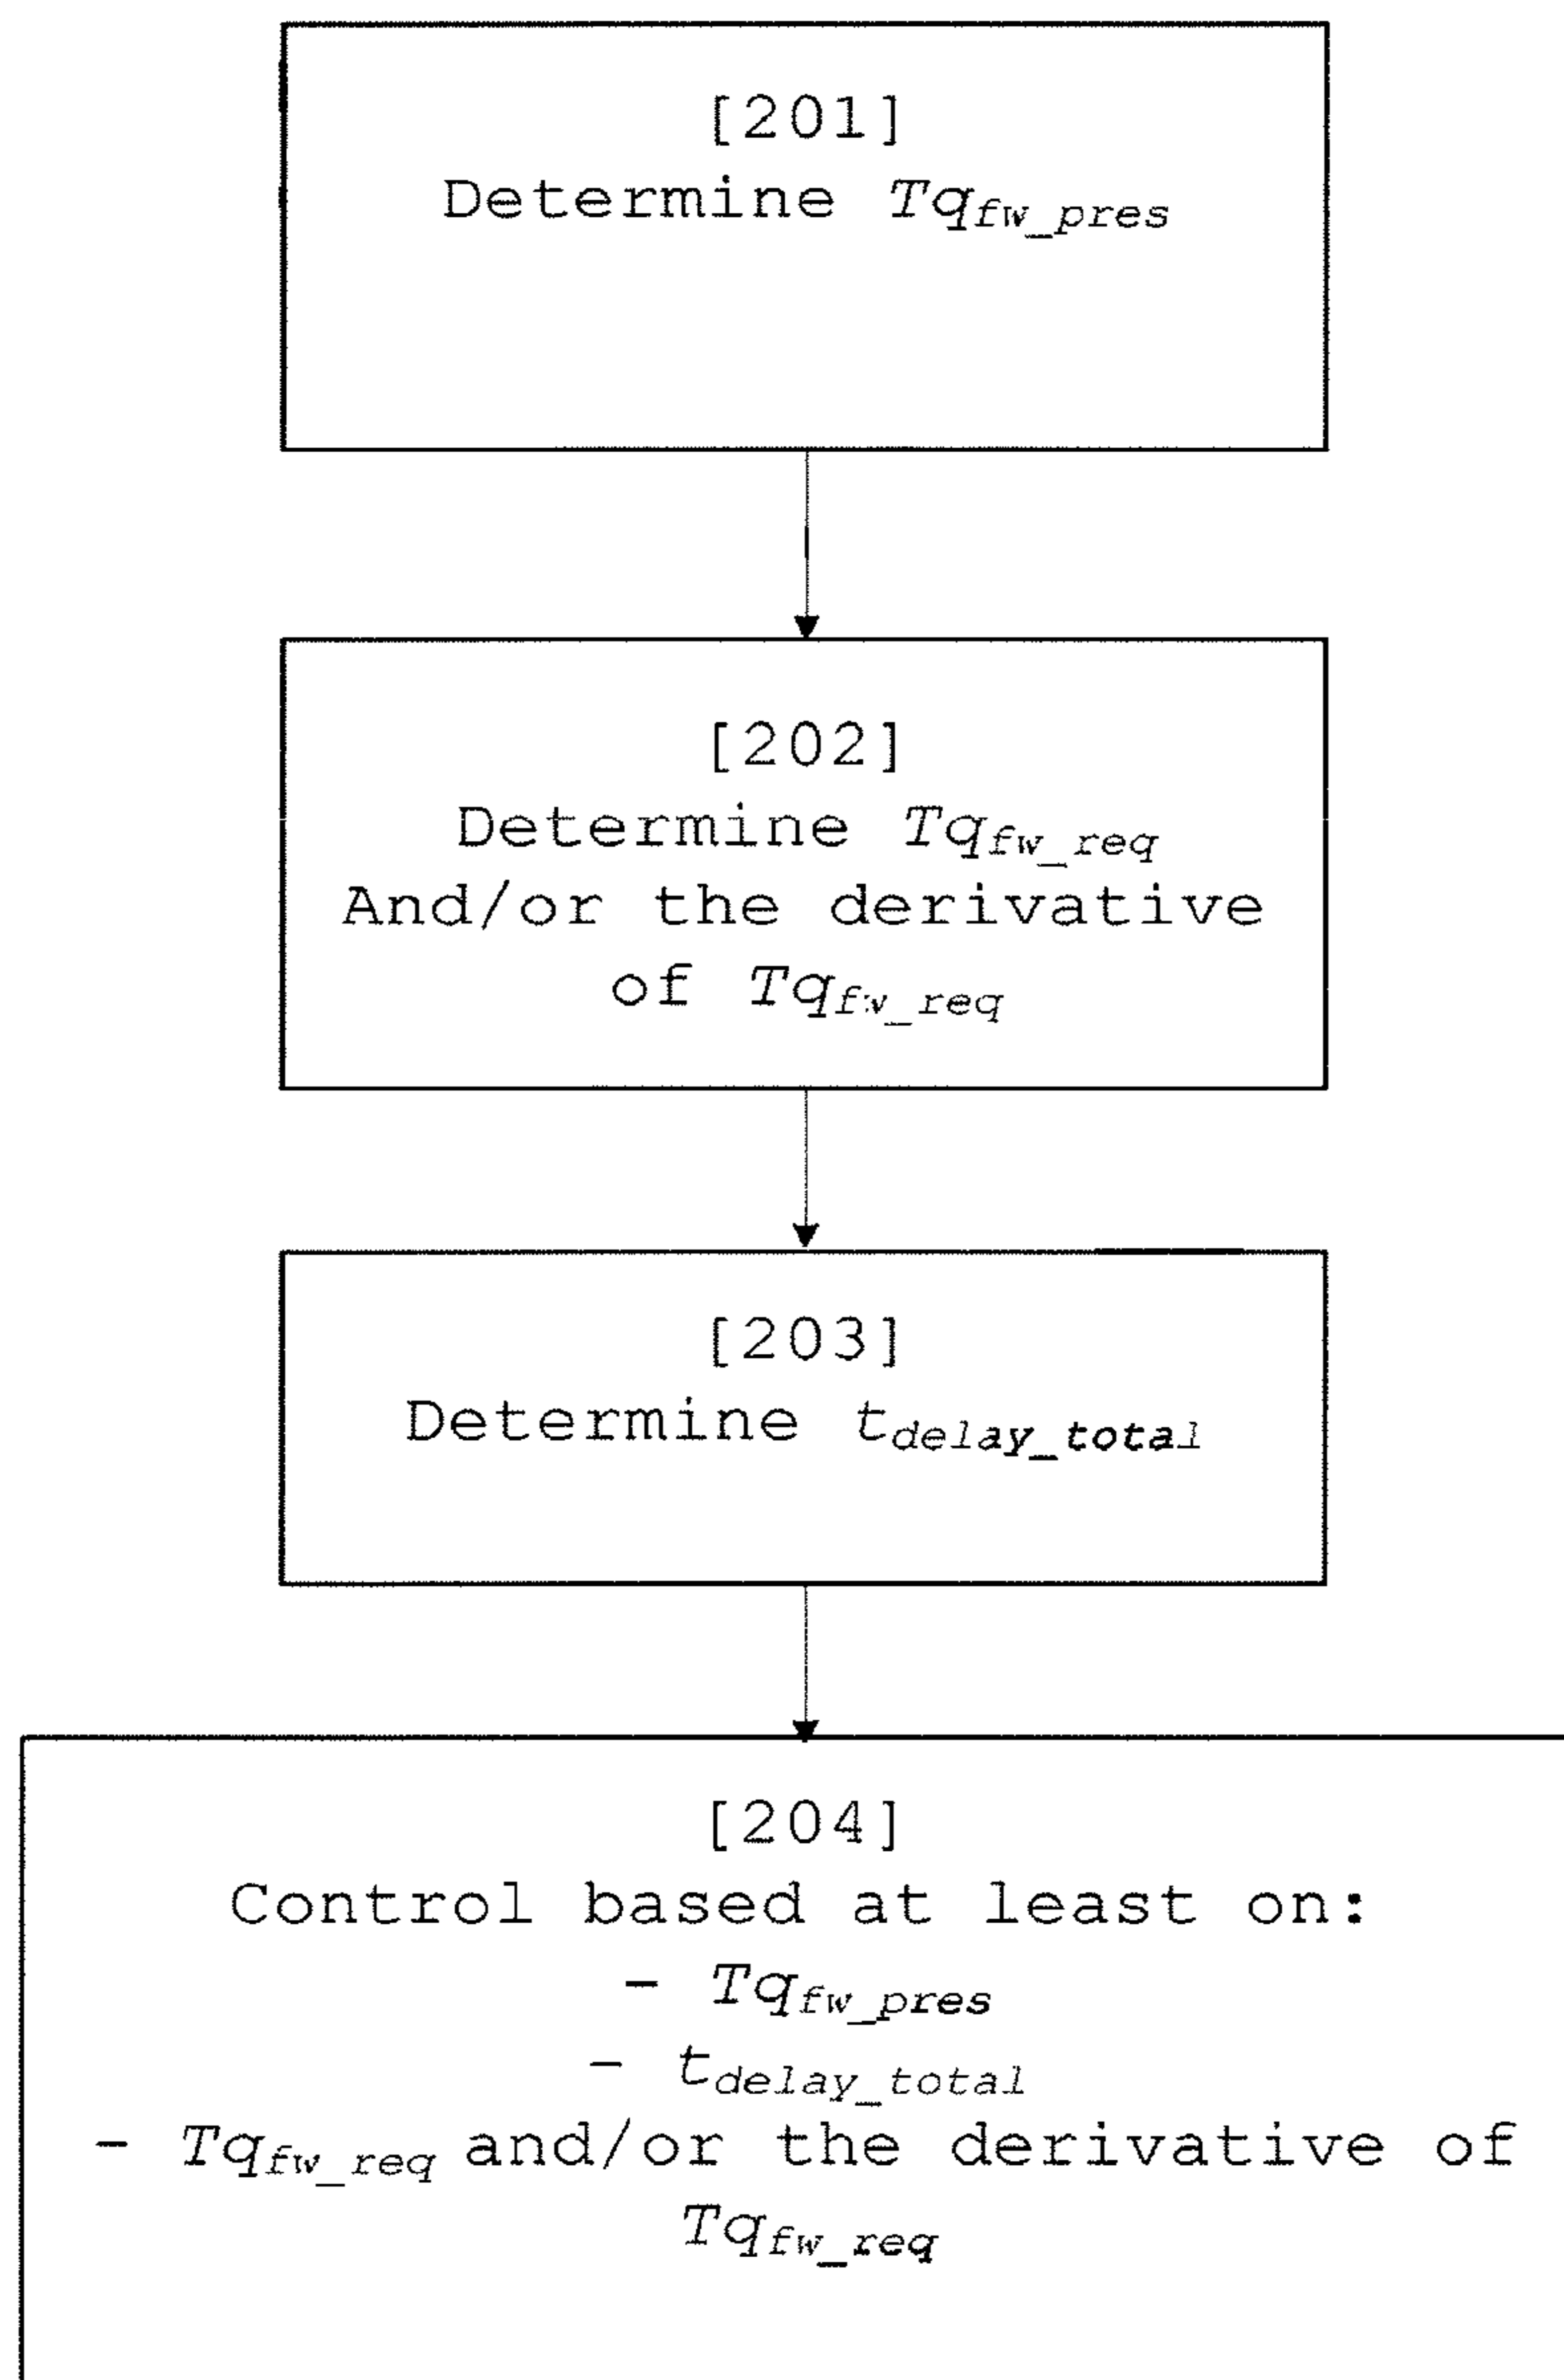 [201]
Determine Tqfw_pres
[202]
Determine Tqfw_req
And/or the derivative
of Tqfw_req
[203]
Determine tdelay_total
[204]
Control based at least on:
- Tqfw_pres
- tdelay_total
- Tqfw_req and/or the derivative of
Tqfw_req